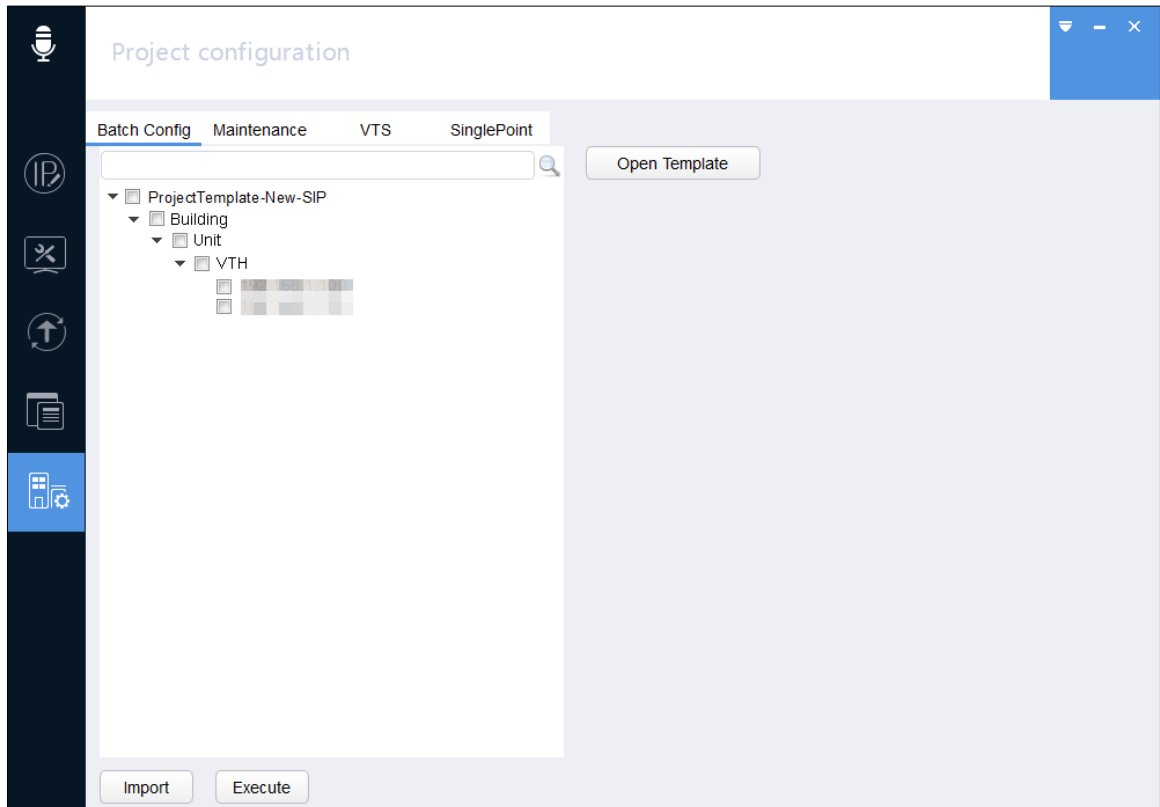 Project configuration
Batch Config Maintenance VTS SinglePoint
Open Template
ProjectTemplate-New-SIP
Building
Unit
VTH
Import Execute